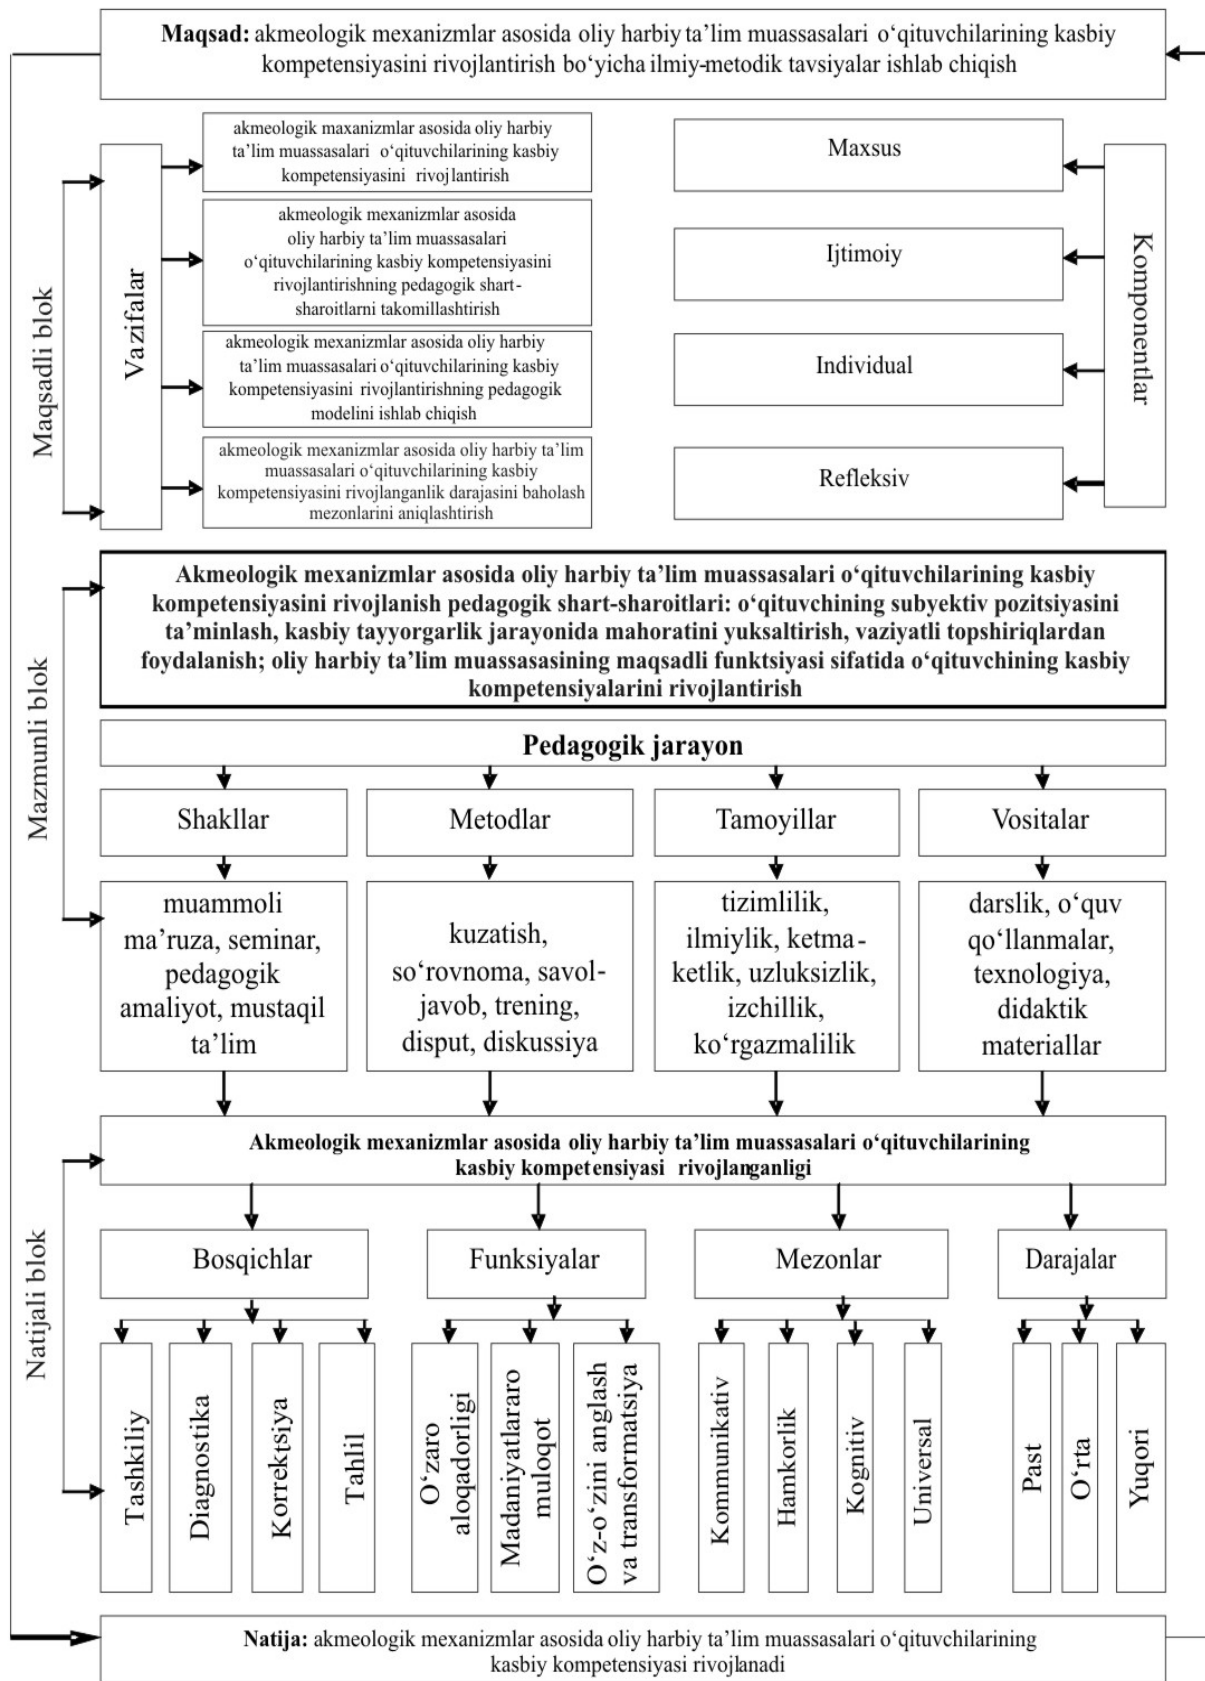 Maqsad: akmeologik mexanizmlar asosida oliy harbiy ta’lim muassasalari o‘qituvchilarining kasbiy
kompetensiyasini rivojlantirish bo‘yicha ilmiy-metodik tavsiyalar ishlab chiqish
Maqsadli blok
Vazifalar
akmeologik maxanizmlar asosida oliy harbiy
ta’lim muassasalari o‘qituvchilarining kasbiy
kompetensiyasini rivojlantirish
akmeologik mexanizmlar asosida
oliy harbiy ta’lim muassasalari
o‘qituvchilarining kasbiy kompetensiyasini
rivojlantirishning pedagogik shart-
sharoitlarni takomillashtirish
akmeologik mexanizmlar asosida oliy harbiy
ta’lim muassasalari o‘qituvchilarining kasbiy
kompetensiyasini rivojlantirishning pedagogik
modelini ishlab chiqish
akmeologik mexanizmlar asosida oliy harbiy ta’lim
muassasalari o‘qituvchilarining kasbiy
kompetensiyasini rivojlanganlik darajasini baholash
mezonlarini aniqlashtirish
Maxsus
Ijtimoiy
Individual
Refleksiv
Komponentlar
Mazmunli blok
Akmeologik mexanizmlar asosida oliy harbiy ta’lim muassasalari o‘qituvchilarining kasbiy
kompetensiyasini rivojlanish pedagogik shart-sharoitlari: o‘qituvchining subyektiv pozitsiyasini
ta’minlash, kasbiy tayyorgarlik jarayonida mahoratini yuksaltirish, vaziyatli topshiriqlardan
foydalanish; oliy harbiy ta’lim muassasasining maqsadli funktsiyasi sifatida o‘qituvchining kasbiy
kompetensiyalarini rivojlantirish
Pedagogik jarayon
Shakllar
Metodlar
Tamoyillar
Vositalar
muammoli
ma’ruza, seminar,
pedagogik
amaliyot, mustaqil
ta’lim
kuzatish,
so‘rovnoma, savol-
javob, trening,
disput, diskussiya
tizimlilik,
ilmiylik, ketma-
ketlik, uzluksizlik,
izchillik,
ko‘rgazmalilik
darslik, o‘quv
qo‘llanmalar,
texnologiya,
didaktik
materiallar
Natijali blok
Akmeologik mexanizmlar asosida oliy harbiy ta’lim muassasalari o‘qituvchilarining
kasbiy kompetensiyasi rivojlanganligi
Bosqichlar
Funksiyalar
Mezonlar
Darajalar
Tashkiliy
Diagnostika
Korrektsiya
Tahlil
O‘zaro
aloqadorligi
Madaniyatlararo
muloqot
O‘z-o‘zini anglash
va transformatsiya
Kommunikativ
Hamkorlik
Kognitiv
Universal
Past
O‘rta
Yuqori
Natija: akmeologik mexanizmlar asosida oliy harbiy ta’lim muassasalari o‘qituvchilarining
kasbiy kompetensiyasi rivojlanadi